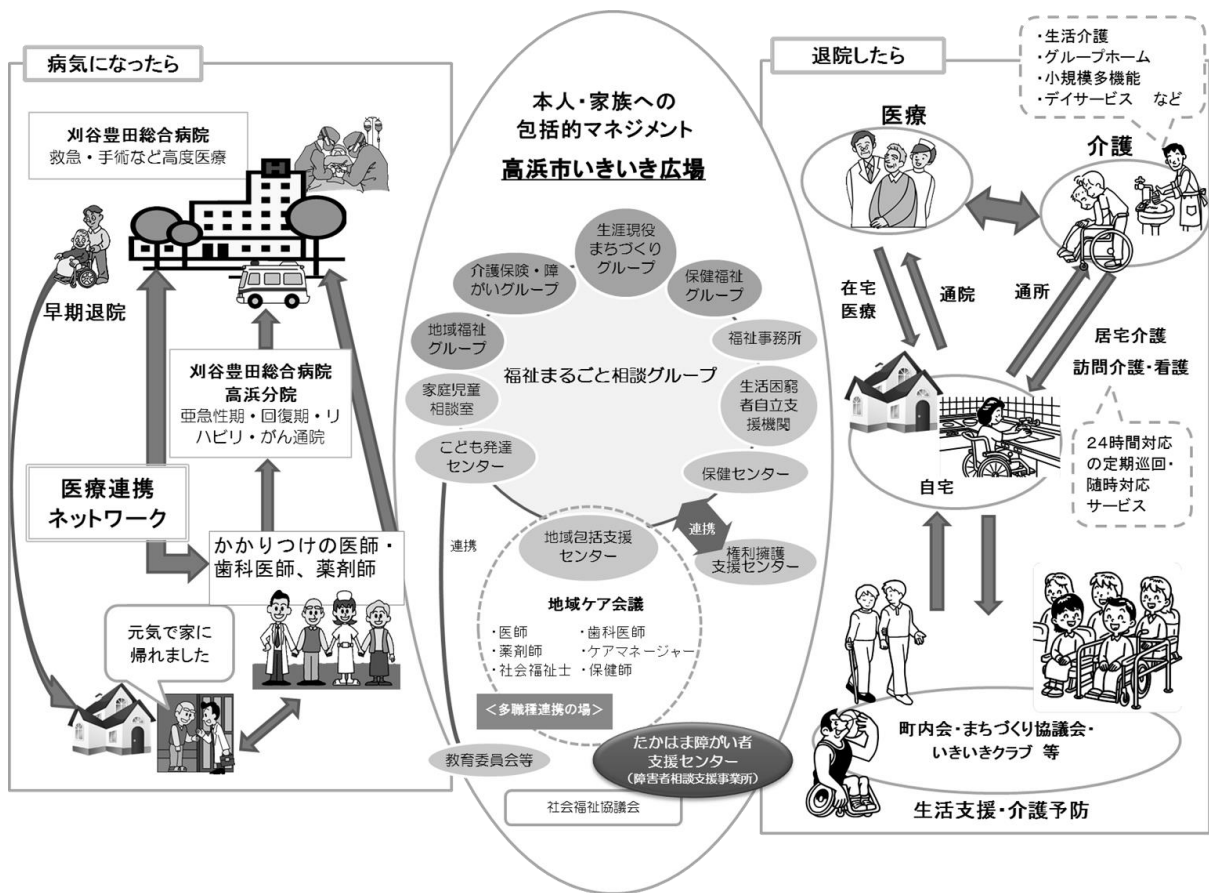 病気になったら
刈谷豊田総合病院
救急・手術など高度医療
早期退院
刈谷豊田総合病院
高浜分院
亜急性期・回復期・リ
ハビリ・がん通院
医療連携
ネットワーク
かかりつけの医師・
歯科医師、薬剤師
元気で家に
帰れました
本人・家族への
包括的マネジメント
高浜市いきいき広場
生涯現役
まちづくり
グループ
介護保険・障
がいグループ
保健福祉
グループ
地域福祉
グループ
福祉事務所
福祉まるごと相談グループ
家庭児童
相談室
生活困窮
者自立支
援機関
こども発達
センター
保健センター
連携
地域包括支援
センター
連携
権利擁護
支援センター
地域ケア会議
・医師
・歯科医師
・薬剤師
・ケアマネージャー
・社会福祉士
・保健師
<多職種連携の場>
教育委員会等
たかはま障がい者
支援センター
(障害者相談支援事業所)
社会福祉協議会
退院したら
・生活介護
・グループホーム
・小規模多機能
・デイサービス など
医療
介護
在宅
医療
通院
通所
居宅介護
訪問介護・看護
24時間対応
の定期巡回・
随時対応
サービス
自宅
町内会・まちづくり協議会・
いきいきクラブ 等
生活支援・介護予防